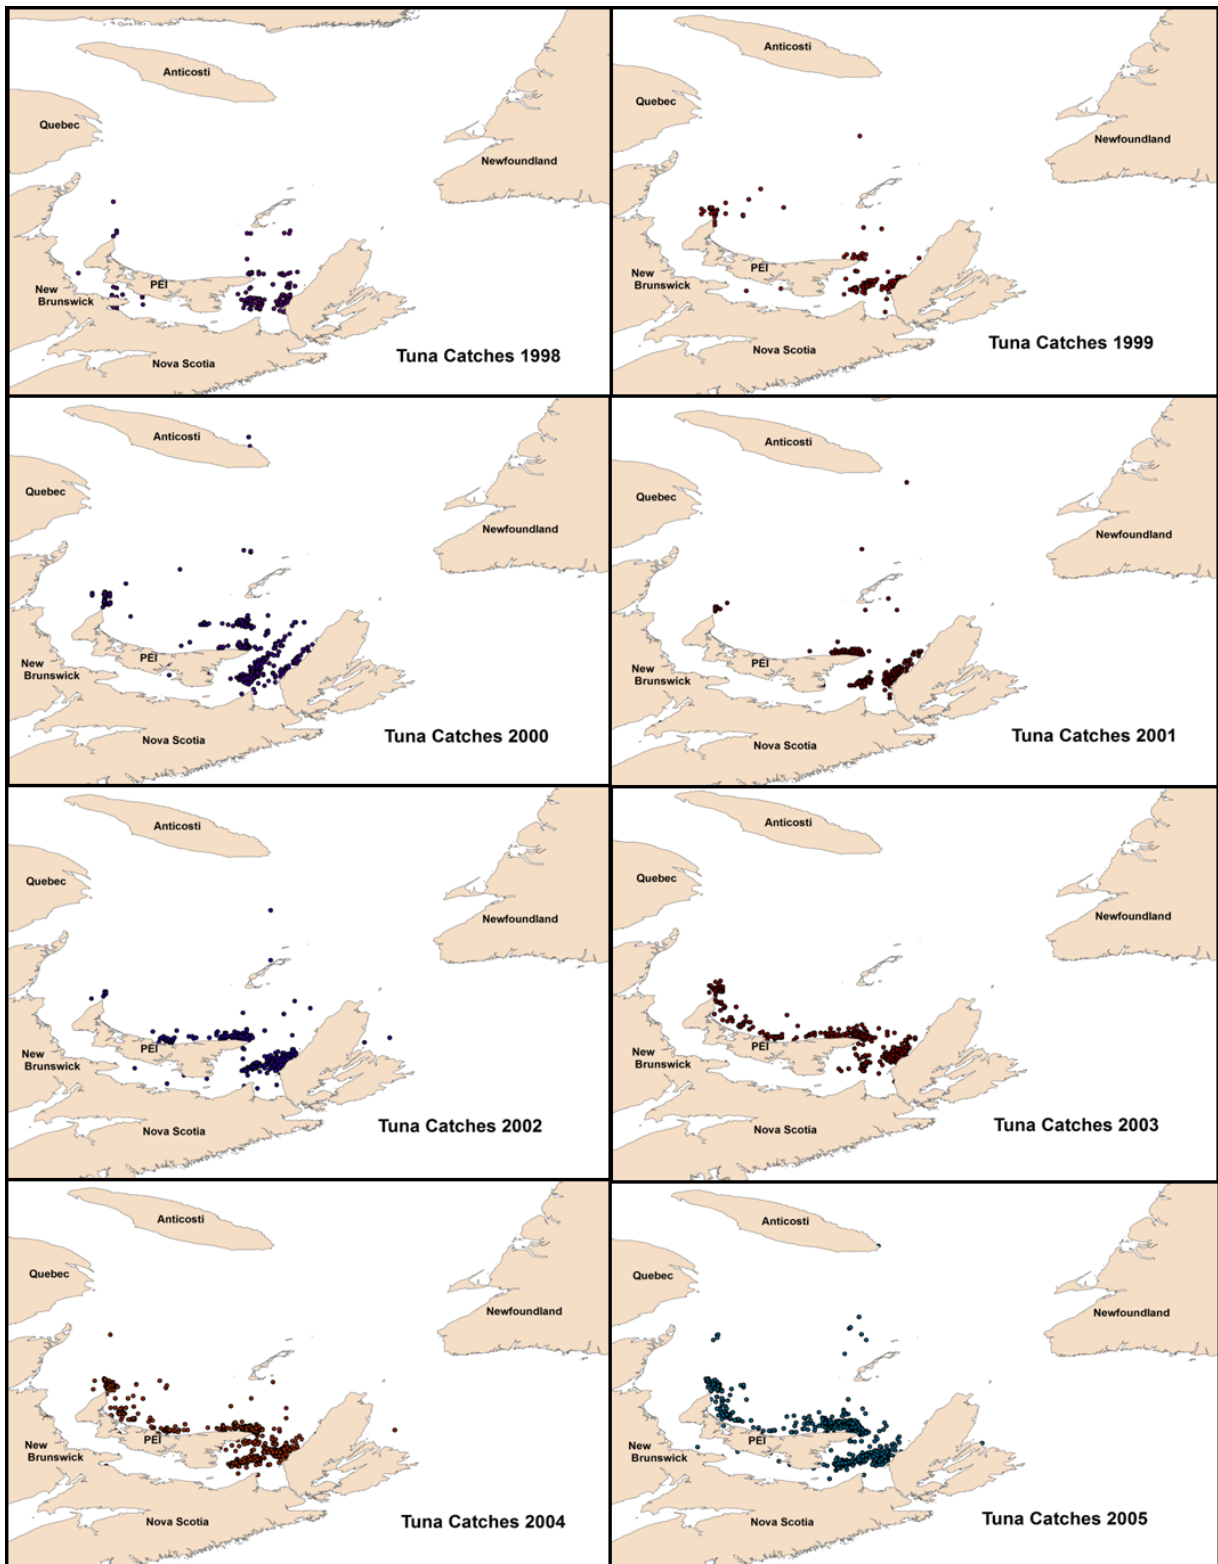 Anticosti
Quebec
Newfoundland
PEI
New
Brunswick
Nova Scotia
Tuna Catches 1998
Anticosti
Quebec
Newfoundland
PEI
New
Brunswick
Nova Scotia
Tuna Catches 1999
Anticosti
Quebec
Newfoundland
PEI
New
Brunswick
Nova Scotia
Tuna Catches 2000
Anticosti
Quebec
Newfoundland
PEI
New
Brunswick
Nova Scotia
Tuna Catches 2001
Anticosti
Quebec
Newfoundland
PEI
New
Brunswick
Nova Scotia
Tuna Catches 2002
Anticosti
Quebec
Newfoundland
PEI
New
Brunswick
Nova Scotia
Tuna Catches 2003
Anticosti
Quebec
Newfoundland
PEI
New
Brunswick
Nova Scotia
Tuna Catches 2004
Anticosti
Quebec
Newfoundland
PEI
New
Brunswick
Nova Scotia
Tuna Catches 2005